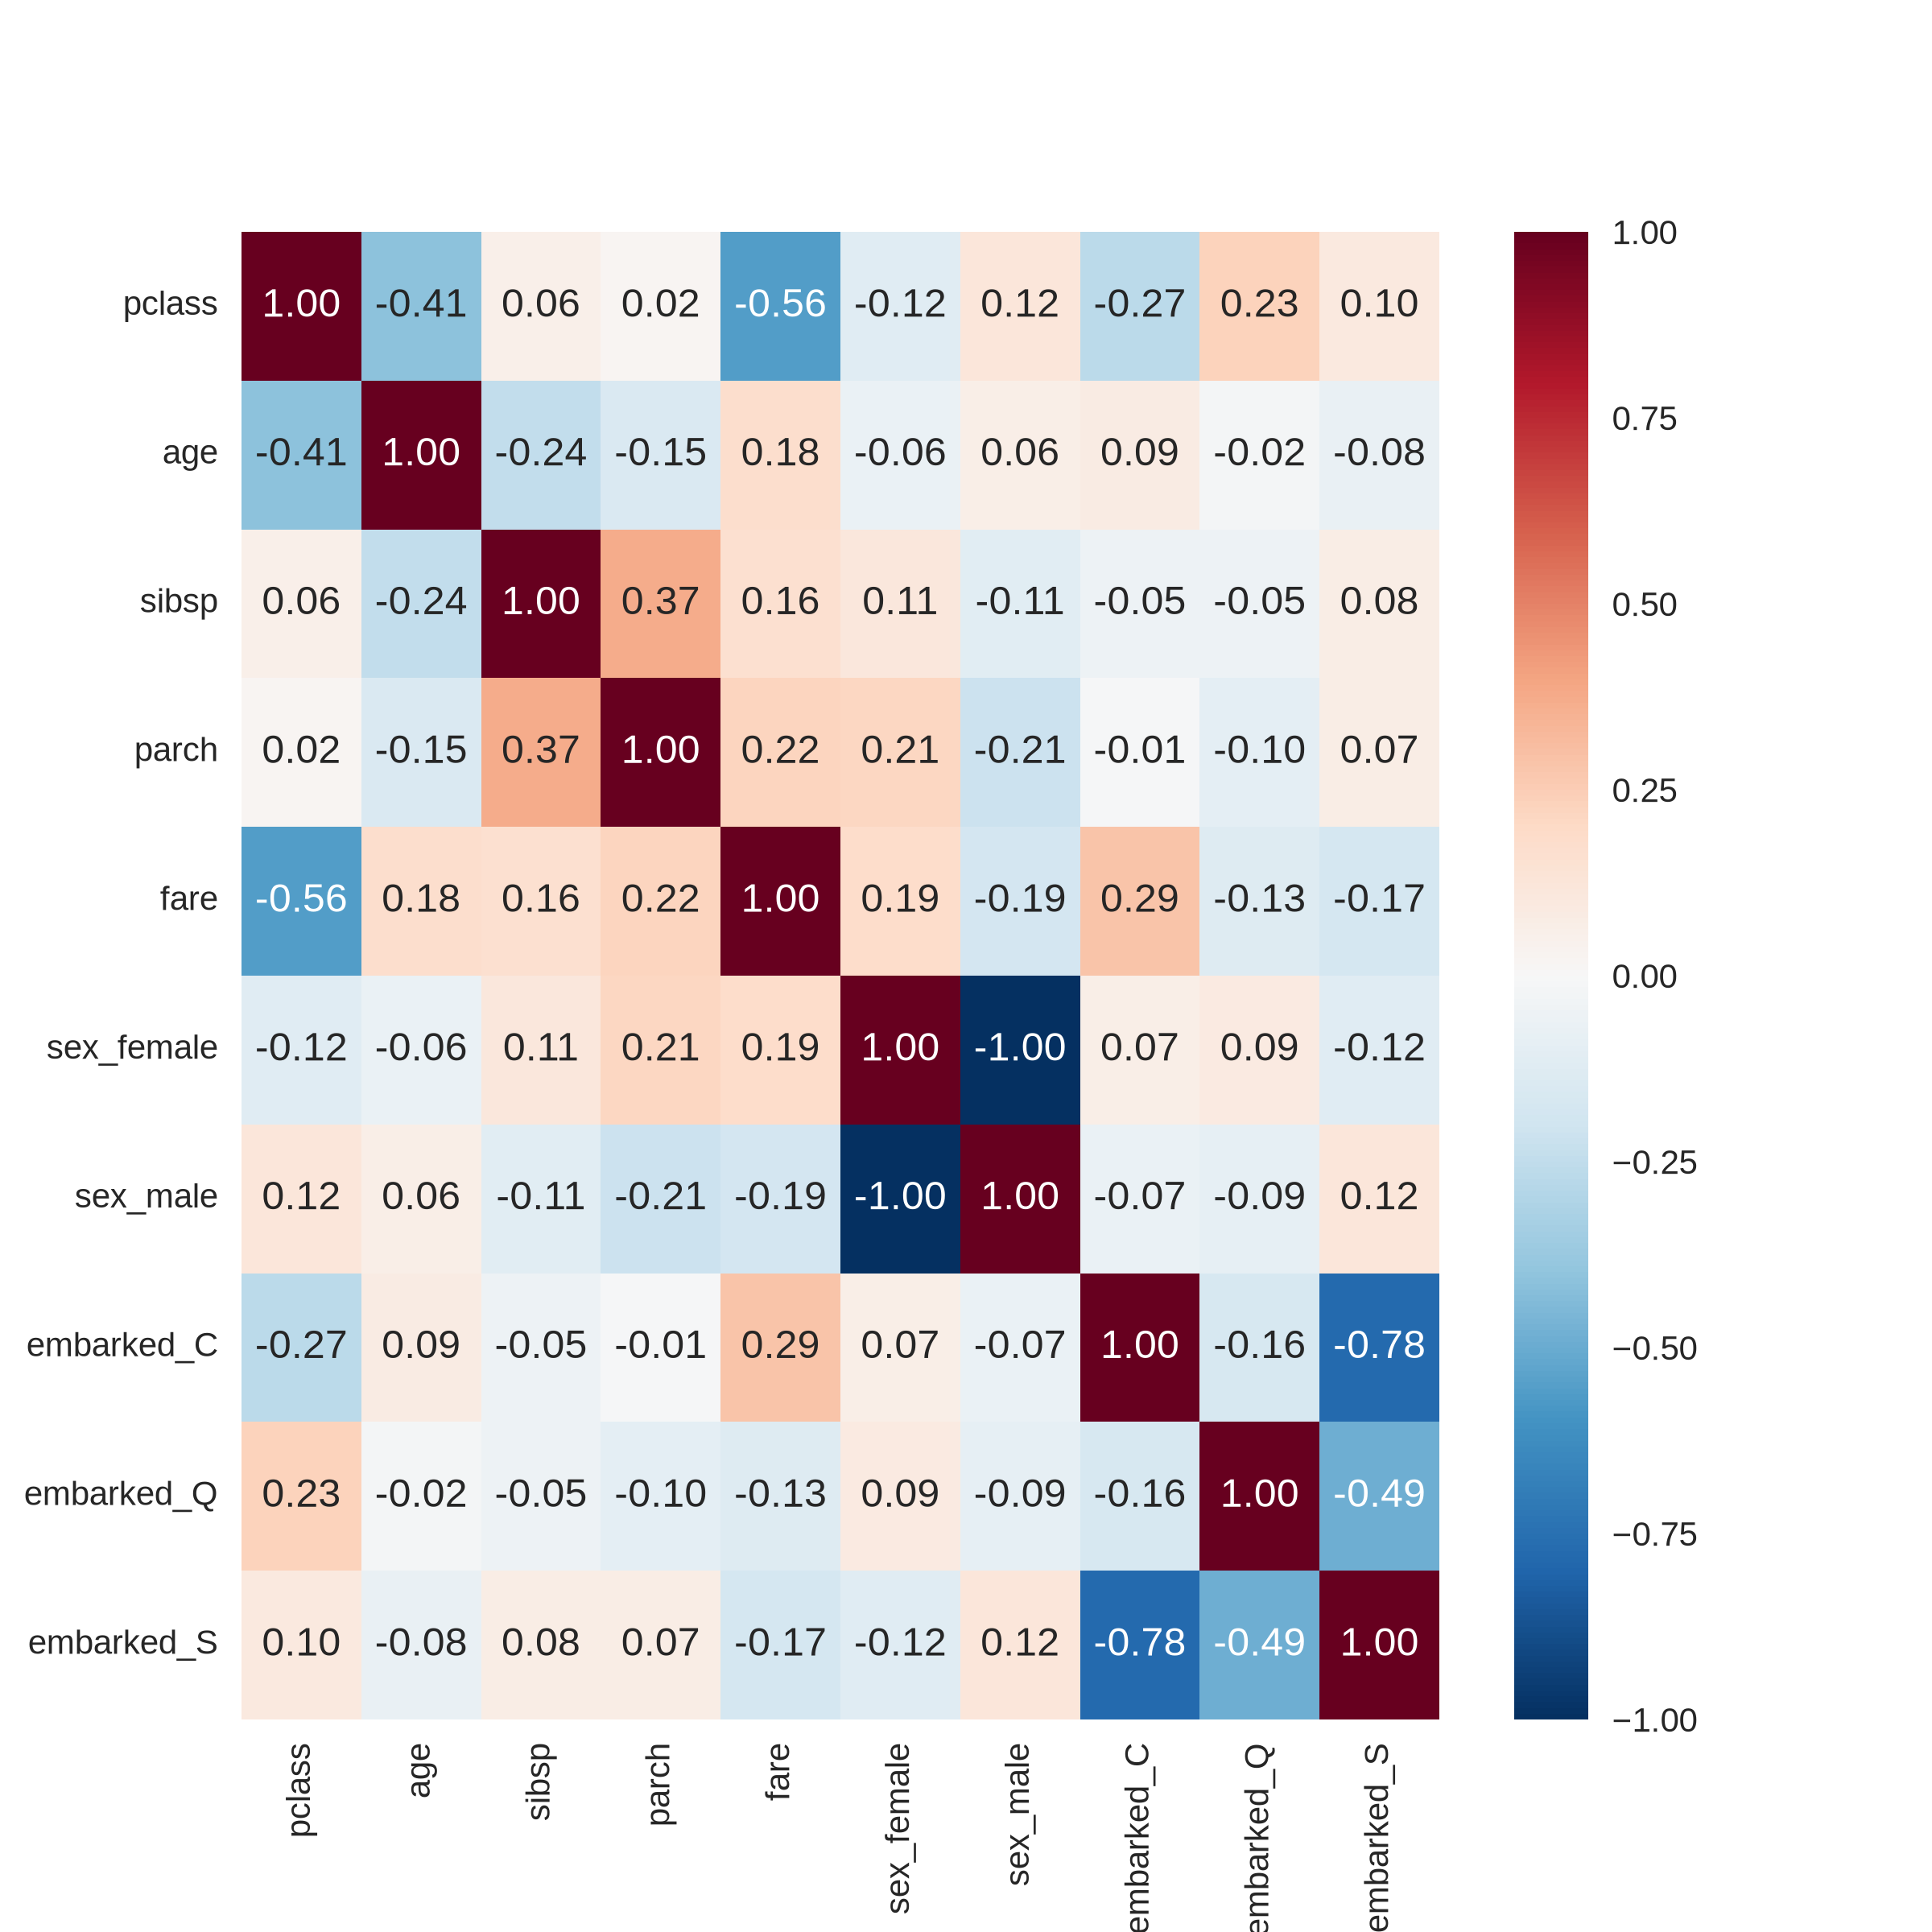 1.00
pclass 1.00 -0.41 0.06 0.02 -0.56 -0.12 0.12 -0.27 0.23 0.10
0.75
age -0.41 1.00 -0.24 -0.15 0.18 -0.06 0.06 0.09 -0.02 -0.08
sibsp 0.06 -0.24 1.00 0.37 0.16 0.11 -0.11 -0.05 -0.05 0.08
0.50
parch 0.02 -0.15 0.37 1.00 0.22 0.21 -0.21 -0.01 -0.10 0.07
0.25
fare -0.56 0.18 0.16 0.22 1.00 0.19 -0.19 0.29 -0.13 -0.17
0.00
sex_female -0.12 -0.06 0.11 0.21 0.19 1.00 -1.00 0.07 0.09 -0.12
−0.25
sex_male 0.12 0.06 -0.11 -0.21 -0.19 -1.00 1.00 -0.07 -0.09 0.12
embarked_C -0.27 0.09 -0.05 -0.01 0.29 0.07 -0.07 1.00 -0.16 -0.78
−0.50
embarked_Q 0.23 -0.02 -0.05 -0.10 -0.13 0.09 -0.09 -0.16 1.00 -0.49
−0.75
embarked_S 0.10 -0.08 0.08 0.07 -0.17 -0.12 0.12 -0.78 -0.49 1.00
−1.00
pclass age sibsp parch fare sex_female sex_male embarked_C embarked_Q embarked_S